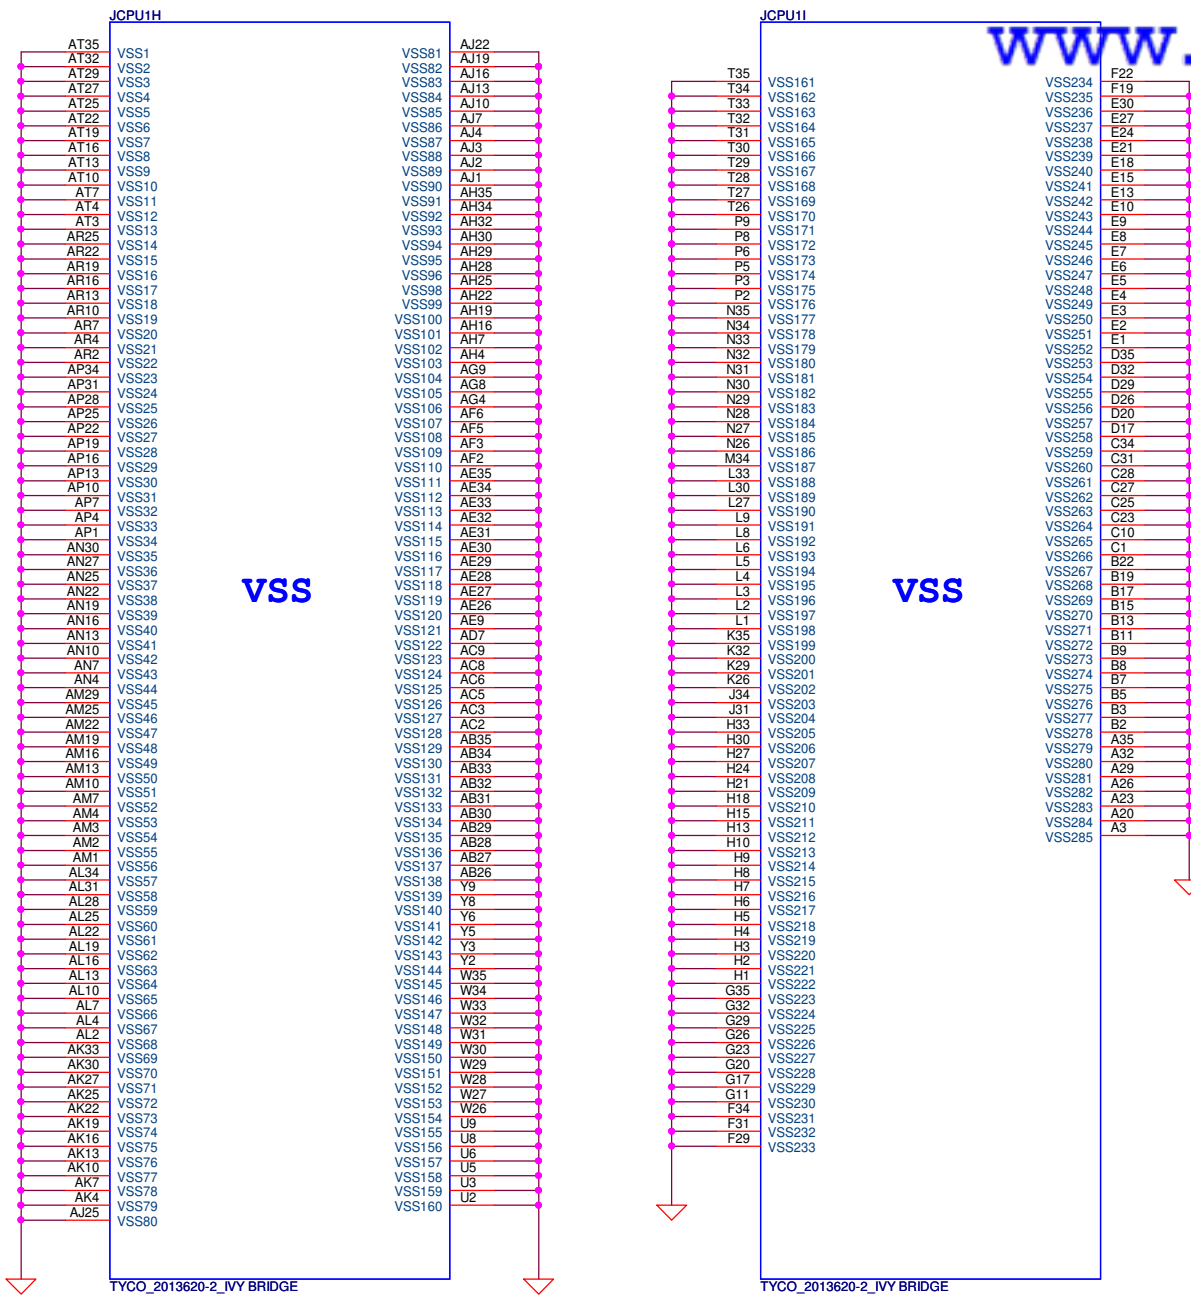 JCPU1H
AT35 VSS1
AT32 VSS2
AT29 VSS3
AT27 VSS4
AT25 VSS5
AT22 VSS6
AT19 VSS7
AT16 VSS8
AT13 VSS9
AT10 VSS10
AT7 VSS11
AT4 VSS12
AT3 VSS13
AR25 VSS14
AR22 VSS15
AR19 VSS16
AR16 VSS17
AR13 VSS18
AR10 VSS19
AR7 VSS20
AR4 VSS21
AR2 VSS22
AP34 VSS23
AP31 VSS24
AP28 VSS25
AP25 VSS26
AP22 VSS27
AP19 VSS28
AP16 VSS29
AP13 VSS30
AP10 VSS31
AP7 VSS32
AP4 VSS33
AP1 VSS34
AN30 VSS35
AN27 VSS36
AN25 VSS37
AN22 VSS38
AN19 VSS39
AN16 VSS40
AN13 VSS41
AN10 VSS42
AN7 VSS43
AN4 VSS44
AM29 VSS45
AM25 VSS46
AM22 VSS47
AM19 VSS48
AM16 VSS49
AM13 VSS50
AM10 VSS51
AM7 VSS52
AM4 VSS53
AM3 VSS54
AM2 VSS55
AM1 VSS56
AL34 VSS57
AL31 VSS58
AL28 VSS59
AL25 VSS60
AL22 VSS61
AL19 VSS62
AL16 VSS63
AL13 VSS64
AL10 VSS65
AL7 VSS66
AL4 VSS67
AL2 VSS68
AK33 VSS69
AK30 VSS70
AK27 VSS71
AK25 VSS72
AK22 VSS73
AK19 VSS74
AK16 VSS75
AK13 VSS76
AK10 VSS77
AK7 VSS78
AK4 VSS79
AJ25 VSS80
VSS
VSS81 AJ22
VSS82 AJ19
VSS83 AJ16
VSS84 AJ13
VSS85 AJ10
VSS86 AJ7
VSS87 AJ4
VSS88 AJ3
VSS89 AJ2
VSS90 AJ1
VSS91 AH35
VSS92 AH34
VSS93 AH32
VSS94 AH30
VSS95 AH29
VSS96 AH28
VSS98 AH25
VSS99 AH22
VSS100 AH19
VSS101 AH16
VSS102 AH7
VSS103 AH4
VSS104 AG9
VSS105 AG8
VSS106 AG4
VSS107 AF6
VSS108 AF5
VSS109 AF3
VSS110 AF2
VSS111 AE35
VSS112 AE34
VSS113 AE33
VSS114 AE32
VSS115 AE31
VSS116 AE30
VSS117 AE29
VSS118 AE28
VSS119 AE27
VSS120 AE26
VSS121 AE9
VSS122 AD7
VSS123 AC9
VSS124 AC8
VSS125 AC6
VSS126 AC5
VSS127 AC3
VSS128 AC2
VSS129 AB35
VSS130 AB34
VSS131 AB33
VSS132 AB32
VSS133 AB31
VSS134 AB30
VSS135 AB29
VSS136 AB28
VSS137 AB27
VSS138 AB26
VSS139 Y9
VSS140 Y8
VSS141 Y6
VSS142 Y5
VSS143 Y3
VSS144 Y2
VSS145 W35
VSS146 W34
VSS147 W33
VSS148 W32
VSS149 W31
VSS150 W30
VSS151 W29
VSS152 W28
VSS153 W27
VSS154 W26
VSS155 U9
VSS156 U8
VSS157 U6
VSS158 U5
VSS159 U3
VSS160 U2
TYCO_2013620-2_IVY BRIDGE
JCPU1I
www.
T35 VSS161
T34 VSS162
T33 VSS163
T32 VSS164
T31 VSS165
T30 VSS166
T29 VSS167
T28 VSS168
T27 VSS169
T26 VSS170
P9 VSS171
P8 VSS172
P6 VSS173
P5 VSS174
P3 VSS175
P2 VSS176
N35 VSS177
N34 VSS178
N33 VSS179
N32 VSS180
N31 VSS181
N30 VSS182
N29 VSS183
N28 VSS184
N27 VSS185
N26 VSS186
M34 VSS187
L33 VSS188
L30 VSS189
L27 VSS190
L9 VSS191
L8 VSS192
L6 VSS193
L5 VSS194
L4 VSS195
L3 VSS196
L2 VSS197
L1 VSS198
K35 VSS199
K32 VSS200
K29 VSS201
K26 VSS202
J34 VSS203
J31 VSS204
H33 VSS205
H30 VSS206
H27 VSS207
H24 VSS208
H21 VSS209
H18 VSS210
H15 VSS211
H13 VSS212
H10 VSS213
H9 VSS214
H8 VSS215
H7 VSS216
H6 VSS217
H5 VSS218
H4 VSS219
H3 VSS220
H2 VSS221
H1 VSS222
G35 VSS223
G32 VSS224
G29 VSS225
G26 VSS226
G23 VSS227
G20 VSS228
G17 VSS229
G11 VSS230
F34 VSS231
F31 VSS232
F29 VSS233
VSS
VSS234 F22
VSS235 F19
VSS236 E30
VSS237 E27
VSS238 E24
VSS239 E21
VSS240 E18
VSS241 E15
VSS242 E13
VSS243 E10
VSS244 E9
VSS245 E8
VSS246 E7
VSS247 E6
VSS248 E5
VSS249 E4
VSS250 E3
VSS251 E2
VSS252 E1
VSS253 D35
VSS254 D32
VSS255 D29
VSS256 D26
VSS257 D20
VSS258 D17
VSS259 C34
VSS260 C31
VSS261 C28
VSS262 C27
VSS263 C25
VSS264 C23
VSS265 C10
VSS266 C1
VSS267 B22
VSS268 B19
VSS269 B17
VSS270 B15
VSS271 B13
VSS272 B11
VSS273 B9
VSS274 B8
VSS275 B7
VSS276 B5
VSS277 B3
VSS278 B2
VSS279 A35
VSS280 A32
VSS281 A29
VSS282 A26
VSS283 A23
VSS284 A20
VSS285 A3
TYCO_2013620-2_IVY BRIDGE